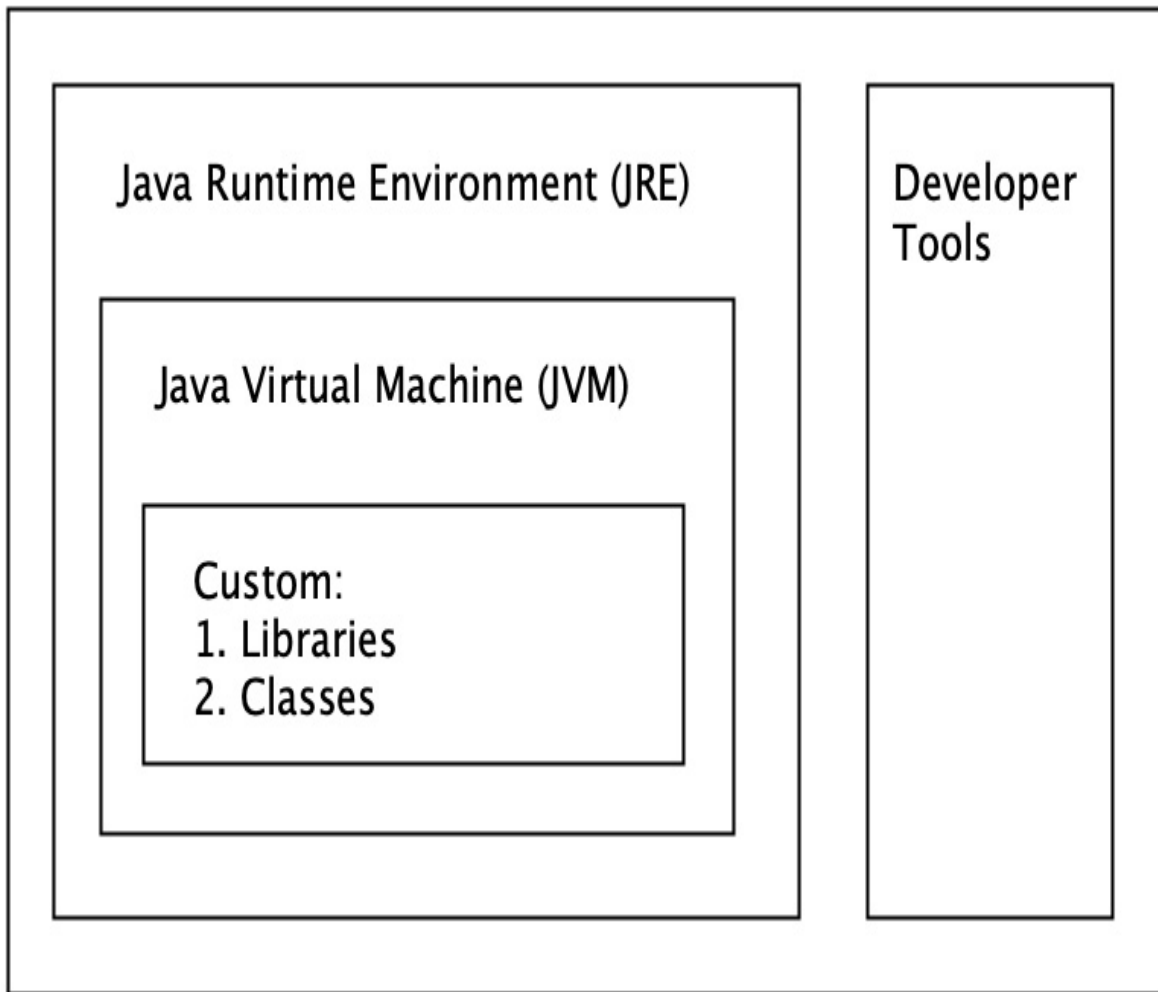 Java Runtime Environment (JRE)
Developer
Tools
Java Virtual Machine (JVM)
Custom:
1. Libraries
2. Classes